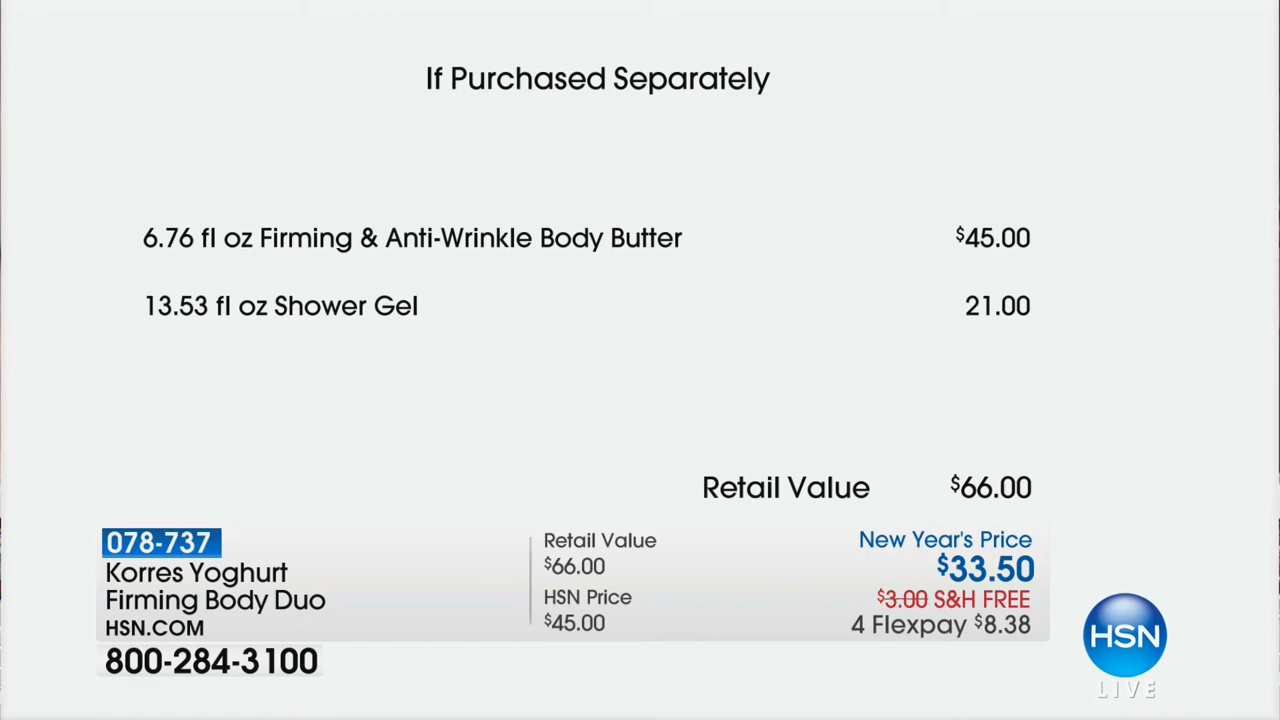 If Purchased Separately
6.76 fl oz Firming & Anti-Wrinkle Body Butter $45.00
13.53 fl oz Shower Gel 21.00
Retail Value $66.00
078-737
Korres Yoghurt
Firming Body Duo
HSN.COM
800-284-3100
Retail Value
$66.00
HSN Price
$45.00
New Year's Price
$33.50
$3.00 S&H FREE
4 Flexpay $8.38
HSN
LIVE